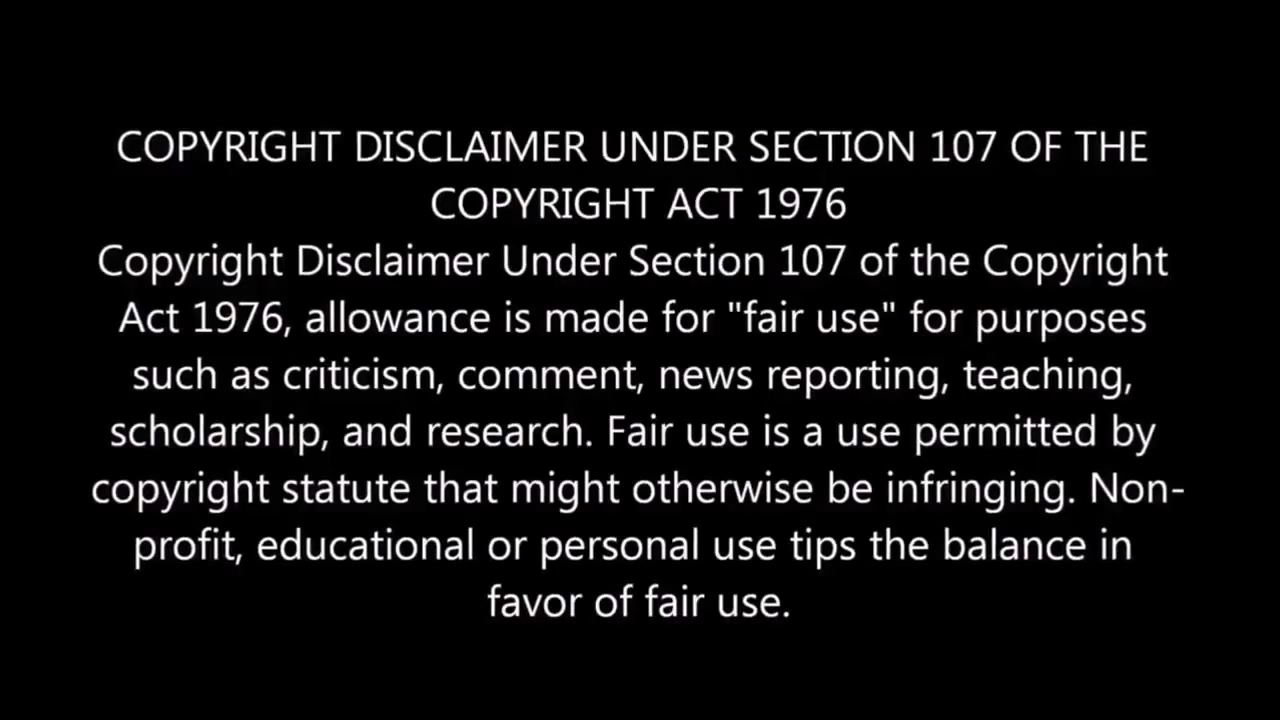 COPYRIGHT DISCLAIMER UNDER SECTION 107 OF THE
COPYRIGHT ACT 1976
Copyright Disclaimer Under Section 107 of the Copyright
Act 1976, allowance is made for "fair use" for purposes
such as criticism, comment, news reporting, teaching,
scholarship, and research. Fair use is a use permitted by
copyright statute that might otherwise be infringing. Non-
profit, educational or personal use tips the balance in
favor of fair use.